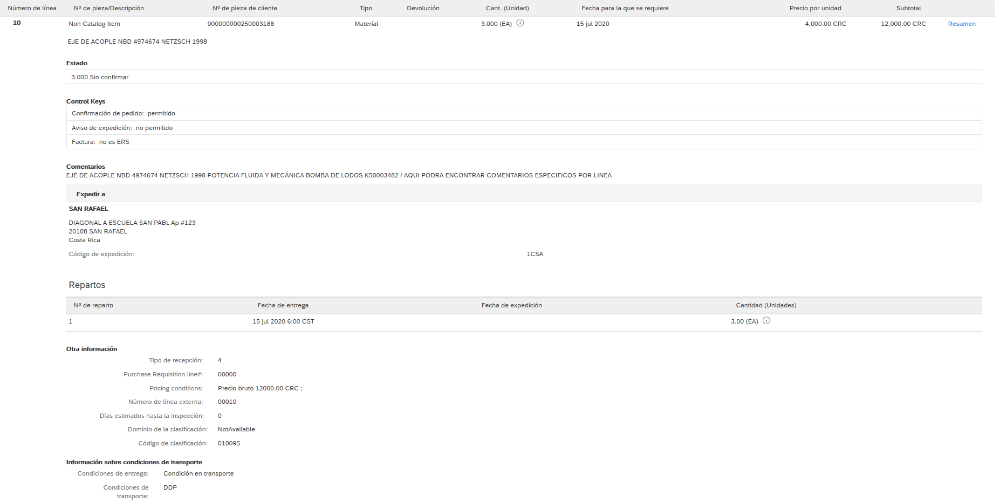 Número de línea Nº de pieza/Descripción Nº de pieza de cliente Tipo Devolución Cant. (Unidad) Fecha para la que se requiere Precio por unidad Subtotal
10 Non Catalog Item 000000000250003188 Material 3.000 (EA) 15 jul 2020 4,000.00 CRC 12,000.00 CRC Resumen
EJE DE ACOPLE NBD 4974674 NETZSCH 1998
Estado
3.000 Sin confirmar
Control Keys
Confirmación de pedido: permitido
Aviso de expedición: no permitido
Factura: no es ERS
Comentarios
EJE DE ACOPLE NBD 4974674 NETZSCH 1998 POTENCIA FLUIDA Y MECÁNICA BOMBA DE LODOS K50003482 / AQUI PODRA ENCONTRAR COMENTARIOS ESPECIFICOS POR LINEA
Expedir a
SAN RAFAEL
DIAGONAL A ESCUELA SAN PABL Ap #123
20108 SAN RAFAEL
Costa Rica
Código de expedición: 1CSA
Repartos
Nº de reparto Fecha de entrega Fecha de expedición Cantidad (Unidades)
1 15 jul 2020 6:00 CST 3.00 (EA)
Otra información
Tipo de recepción: 4
Purchase Requisition line#: 00000
Pricing conditions: Precio bruto 12000.00 CRC ;
Número de línea externa: 00010
Días estimados hasta la inspección: 0
Dominio de la clasificación: NotAvailable
Código de clasificación: 010095
Información sobre condiciones de transporte
Condiciones de entrega: Condición en transporte
Condiciones de DDP
transporte: